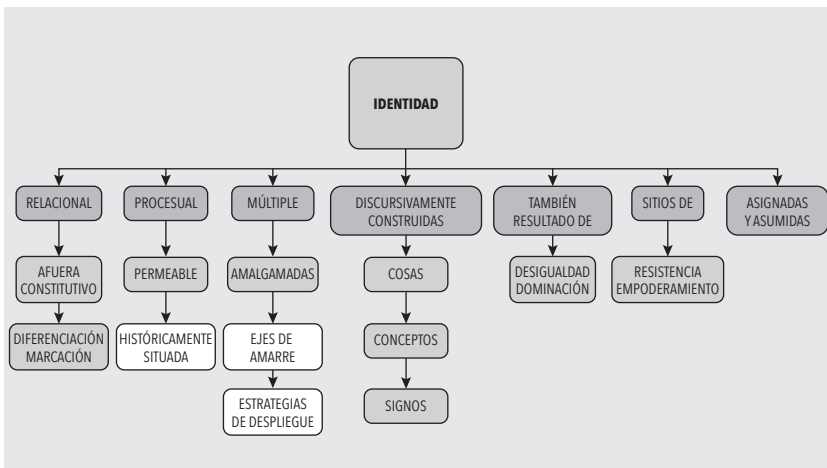 IDENTIDAD
RELACIONAL
PROCESUAL
MÚLTIPLE
DISCURSIVAMENTE
CONSTRUIDAS
TAMBIÉN
RESULTADO DE
SITIOS DE
ASIGNADAS
Y ASUMIDAS
AFUERA
CONSTITUTIVO
PERMEABLE
AMALGAMADAS
COSAS
DESIGUALDAD
DOMINACIÓN
RESISTENCIA
EMPODERAMIENTO
DIFERENCIACIÓN
MARCACIÓN
HISTÓRICAMENTE
SITUADA
EJES DE
AMARRE
CONCEPTOS
ESTRATEGIAS
DE DESPLIEGUE
SIGNOS